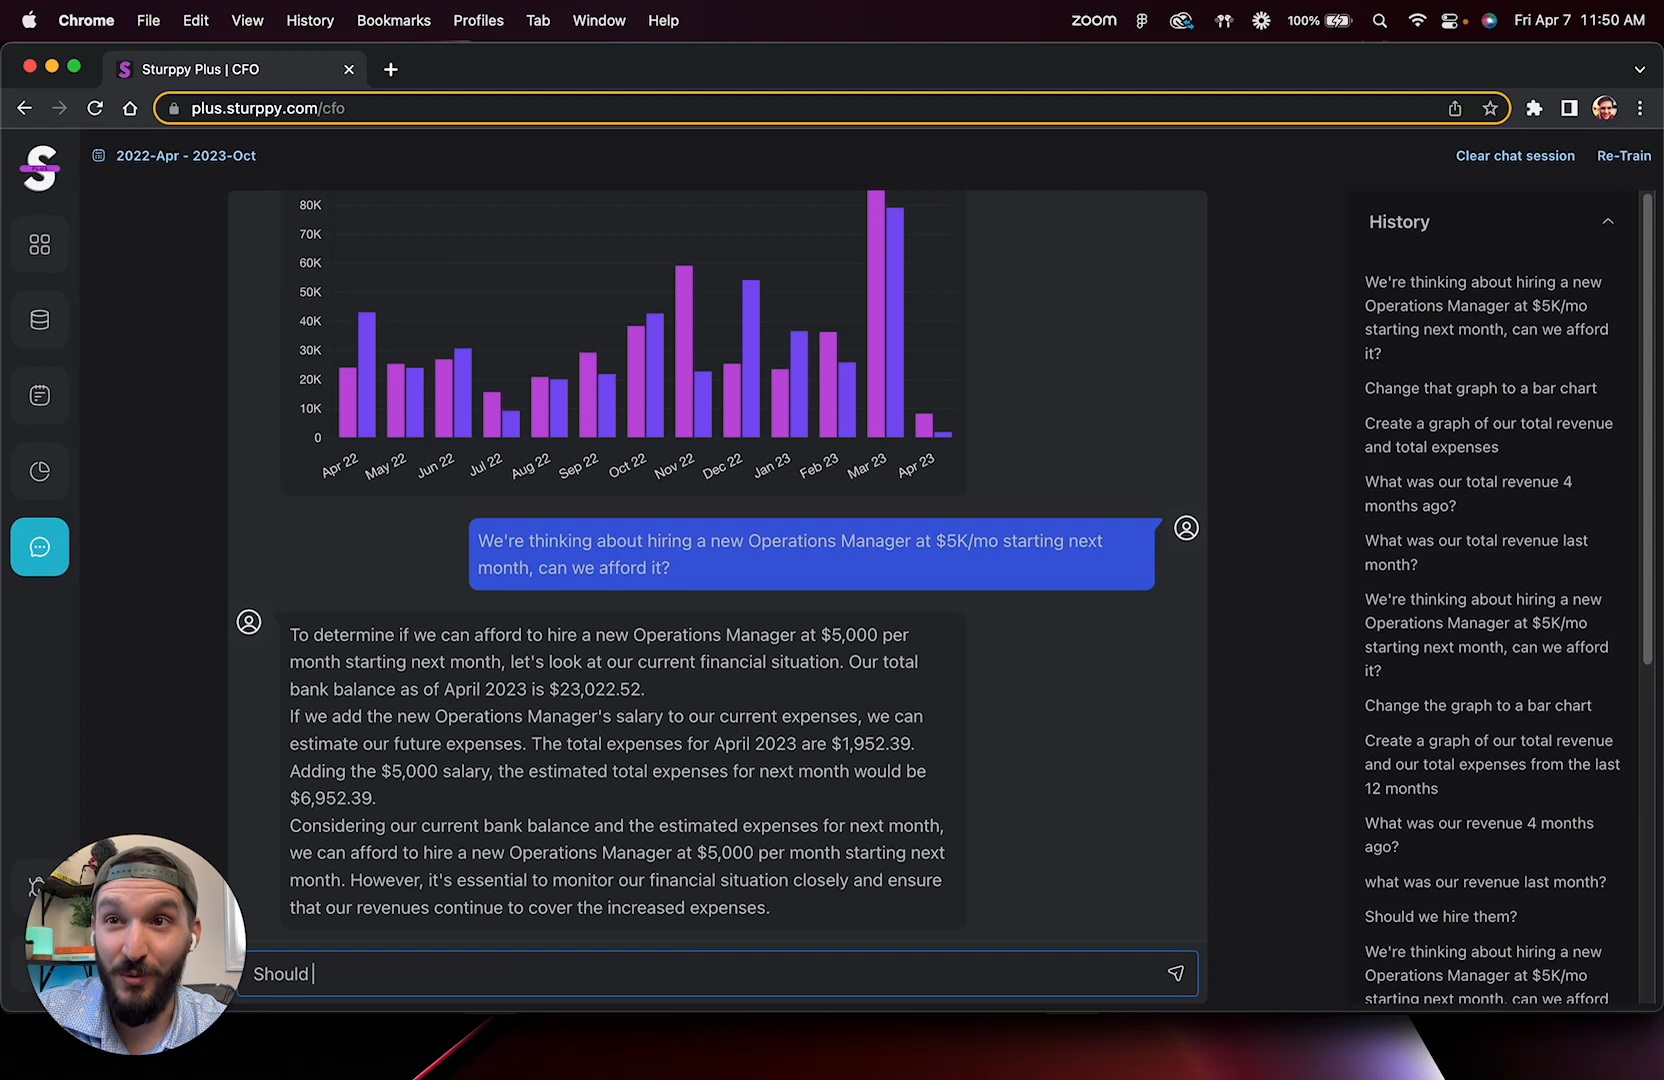 Chrome File Edit View History Bookmarks Profiles Tab Window Help
zoom 100% Fri Apr 7 11:50 AM
Sturppy Plus | CFO
plus.sturppy.com/cfo
2022-Apr - 2023-Oct
Clear chat session Re-Train
80K
70K
60K
50K
40K
30K
20K
10K
0
Apr 22 May 22 Jun 22 Jul 22 Aug 22 Sep 22 Oct 22 Nov 22 Dec 22 Jan 23 Feb 23 Mar 23 Apr 23
We're thinking about hiring a new Operations Manager at $5K/mo starting next
month, can we afford it?
To determine if we can afford to hire a new Operations Manager at $5,000 per
month starting next month, let's look at our current financial situation. Our total
bank balance as of April 2023 is $23,022.52.
If we add the new Operations Manager's salary to our current expenses, we can
estimate our future expenses. The total expenses for April 2023 are $1,952.39.
Adding the $5,000 salary, the estimated total expenses for next month would be
$6,952.39.
Considering our current bank balance and the estimated expenses for next month,
we can afford to hire a new Operations Manager at $5,000 per month starting next
month. However, it's essential to monitor our financial situation closely and ensure
that our revenues continue to cover the increased expenses.
Should
History
We're thinking about hiring a new
Operations Manager at $5K/mo
starting next month, can we afford
it?
Change that graph to a bar chart
Create a graph of our total revenue
and total expenses
What was our total revenue 4
months ago?
What was our total revenue last
month?
We're thinking about hiring a new
Operations Manager at $5K/mo
starting next month, can we afford
it?
Change the graph to a bar chart
Create a graph of our total revenue
and our total expenses from the last
12 months
What was our revenue 4 months
ago?
what was our revenue last month?
Should we hire them?
We're thinking about hiring a new
Operations Manager at $5K/mo
starting next month, can we afford